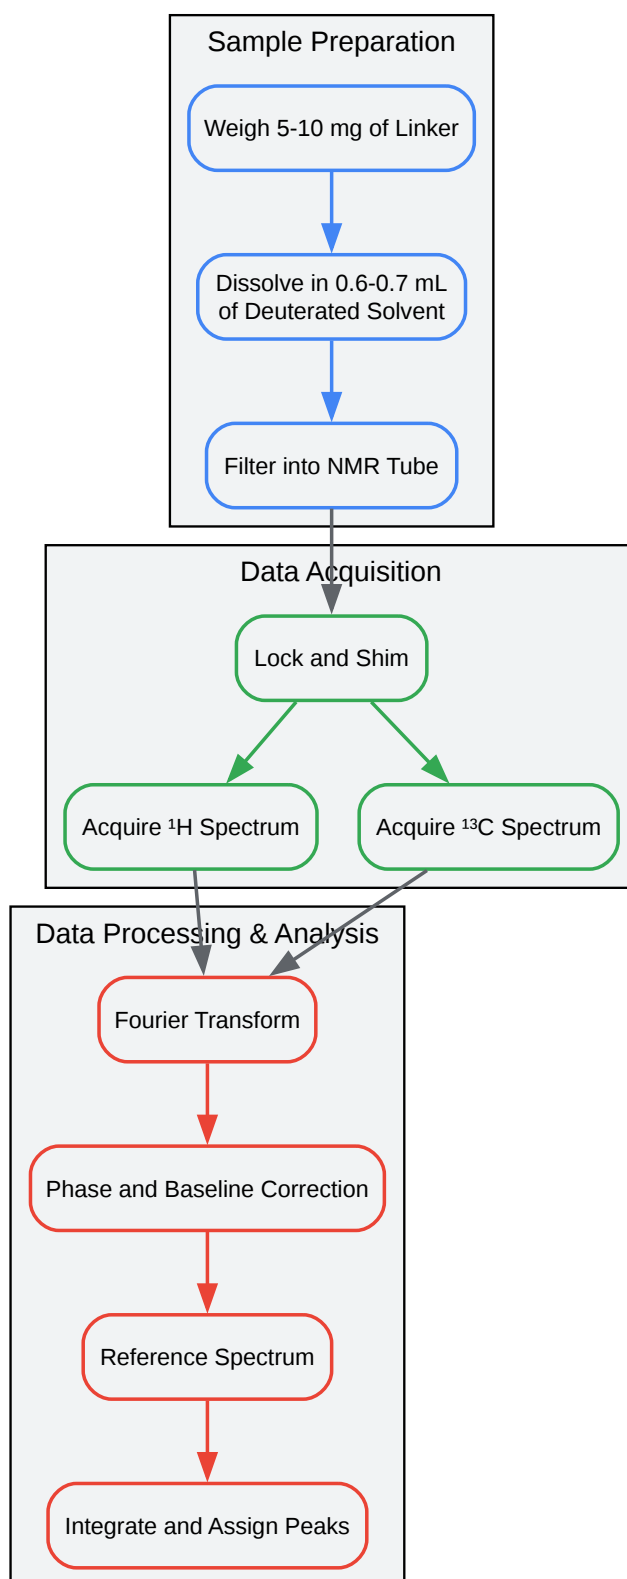 Sample Preparation
Weigh 5-10 mg of Linker
Dissolve in 0.6-0.7 mL
of Deuterated Solvent
Filter into NMR Tube
Data Acquisition
Lock and Shim
Acquire ¹H Spectrum
Acquire ¹³C Spectrum
Data Processing & Analysis
Fourier Transform
Phase and Baseline Correction
Reference Spectrum
Integrate and Assign Peaks